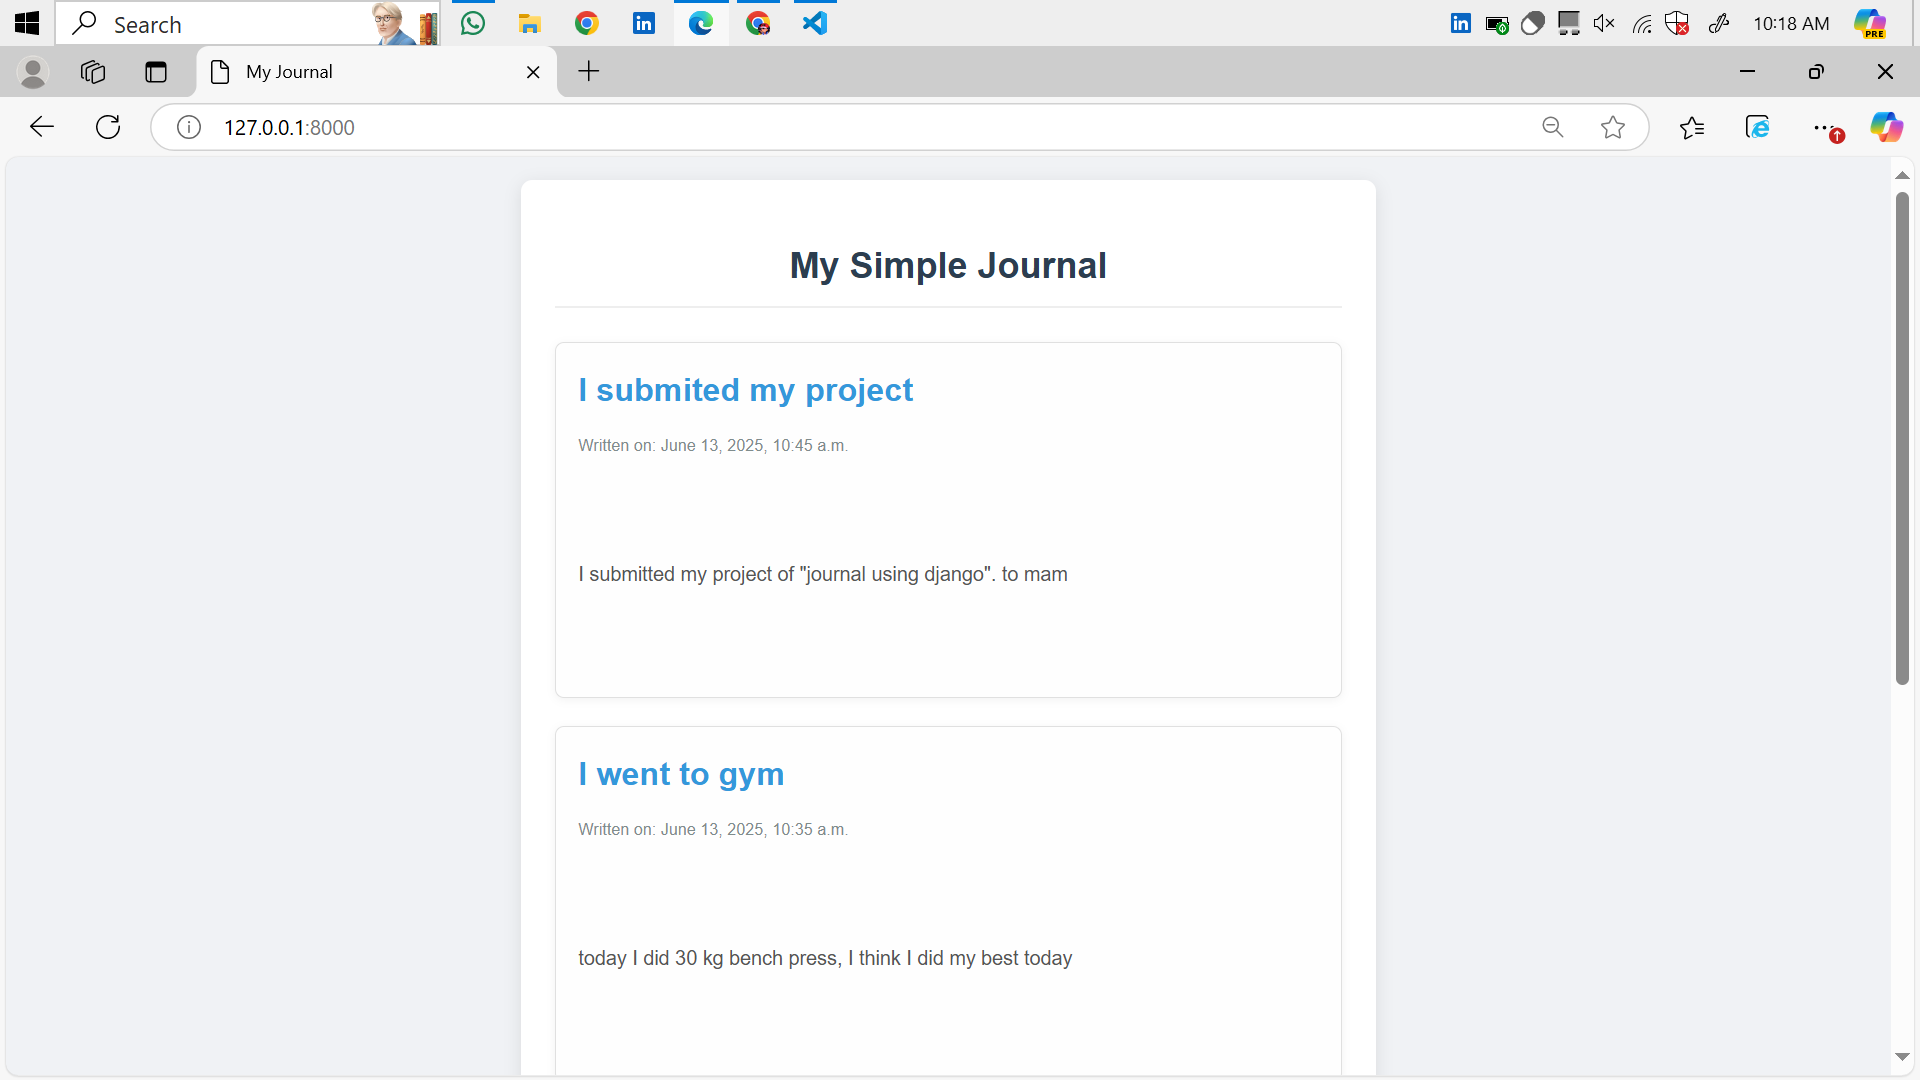 Search
10:18 AM
PRE
My Journal
127.0.0.1:8000
My Simple Journal
I submited my project
Written on: June 13, 2025, 10:45 a.m.
I submitted my project of "journal using django". to mam
I went to gym
Written on: June 13, 2025, 10:35 a.m.
today I did 30 kg bench press, I think I did my best today